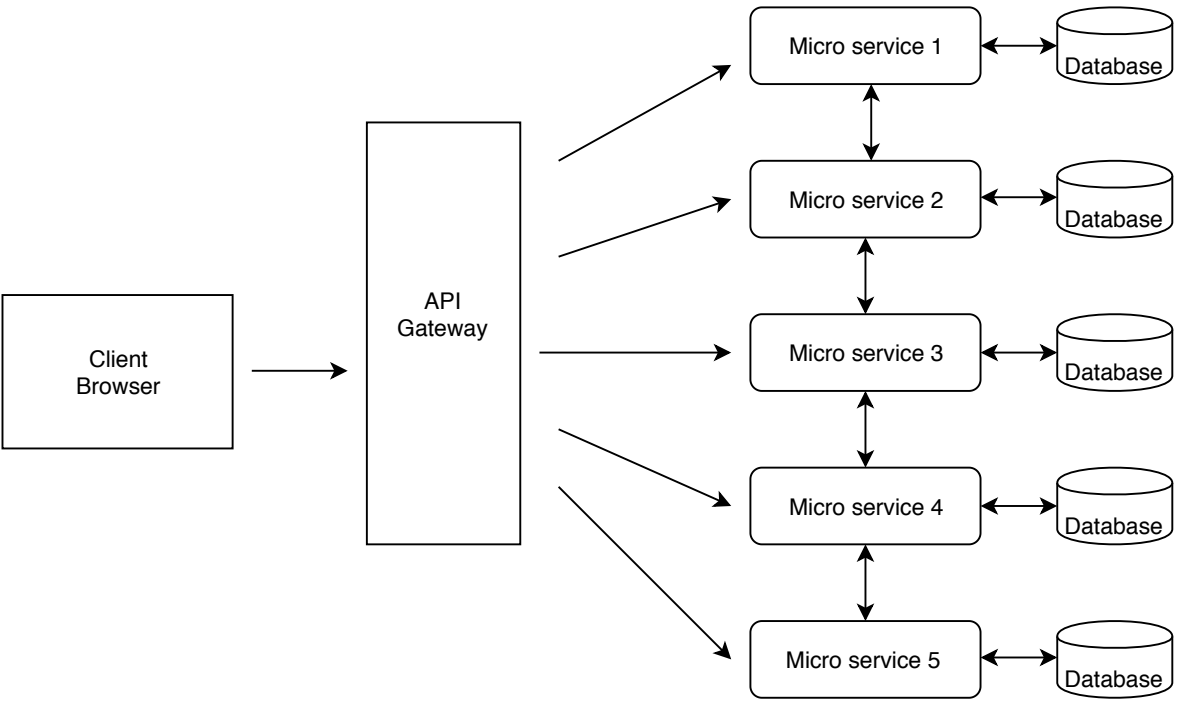 Client
Browser
API
Gateway
Micro service 1
Database
Micro service 2
Database
Micro service 3
Database
Micro service 4
Database
Micro service 5
Database